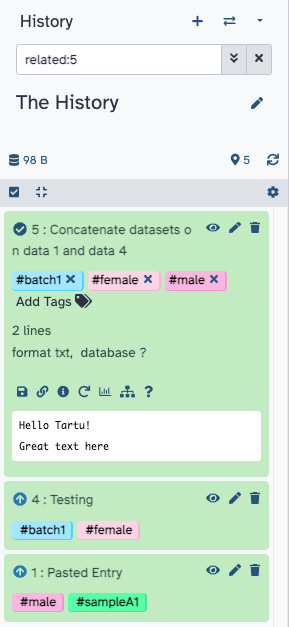 History
related:5
The History
98 B
5
5 : Concatenate datasets o
n data 1 and data 4
#batch1 #female #male
Add Tags
2 lines
format txt, database ?
Hello Tartu!
Great text here
4 : Testing
#batch1 #female
1 : Pasted Entry
#male #sampleA1